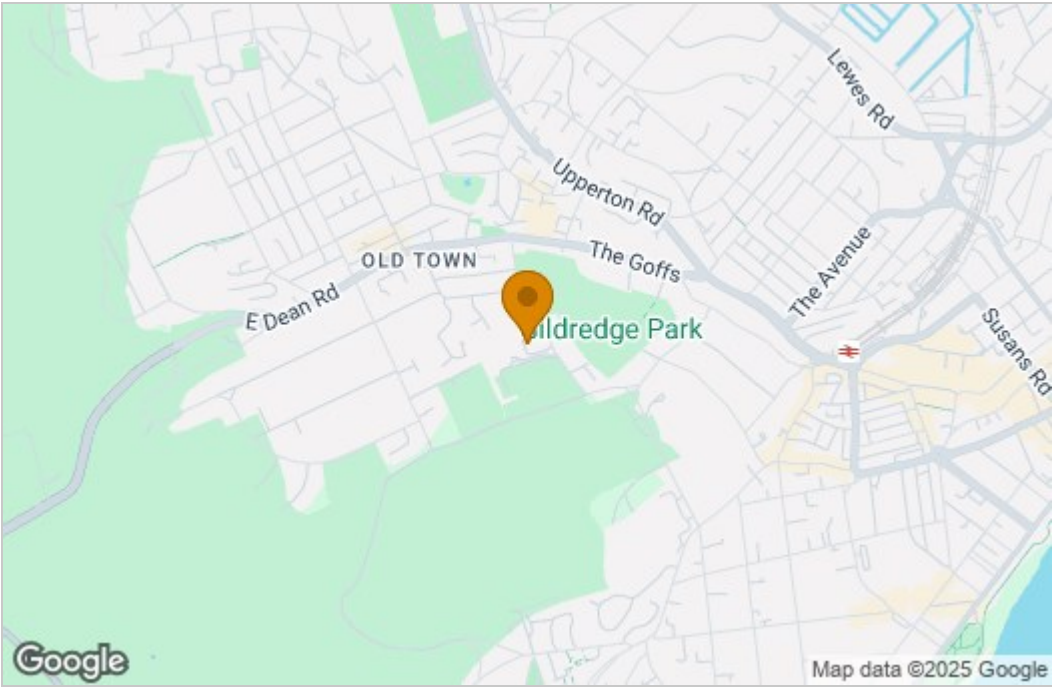 Lewes Rd
Upperton Rd
The Goffs
OLD TOWN
The Avenue
E Dean Rd
ildredge Park
Susans Rd
Google
Map data ©2025 Google